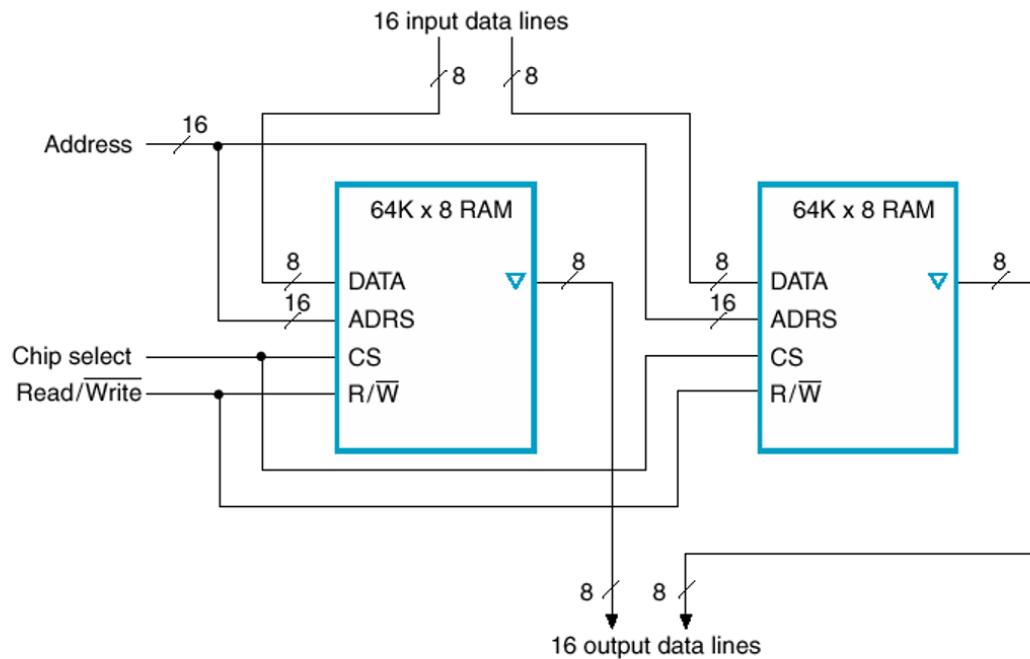 16 input data lines
8 8
16
Address
64K x 8 RAM 64K x 8 RAM
8 DATA 8 8 DATA 8
16 ADRS 16 ADRS
Chip select CS CS
Read/W̅r̅i̅t̅e̅ R/W̅ R/W̅
8 8
16 output data lines